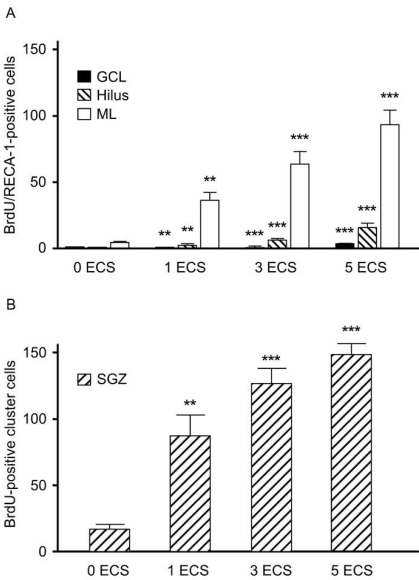 A
BrdU/RECA-1-positive cells
150
100
50
0
GCL
Hilus
ML
** ** **
*** *** ***
*** *** ***
0 ECS 1 ECS 3 ECS 5 ECS
B
BrdU-positive cluster cells
150
100
50
0
SGZ
**
***
***
0 ECS 1 ECS 3 ECS 5 ECS